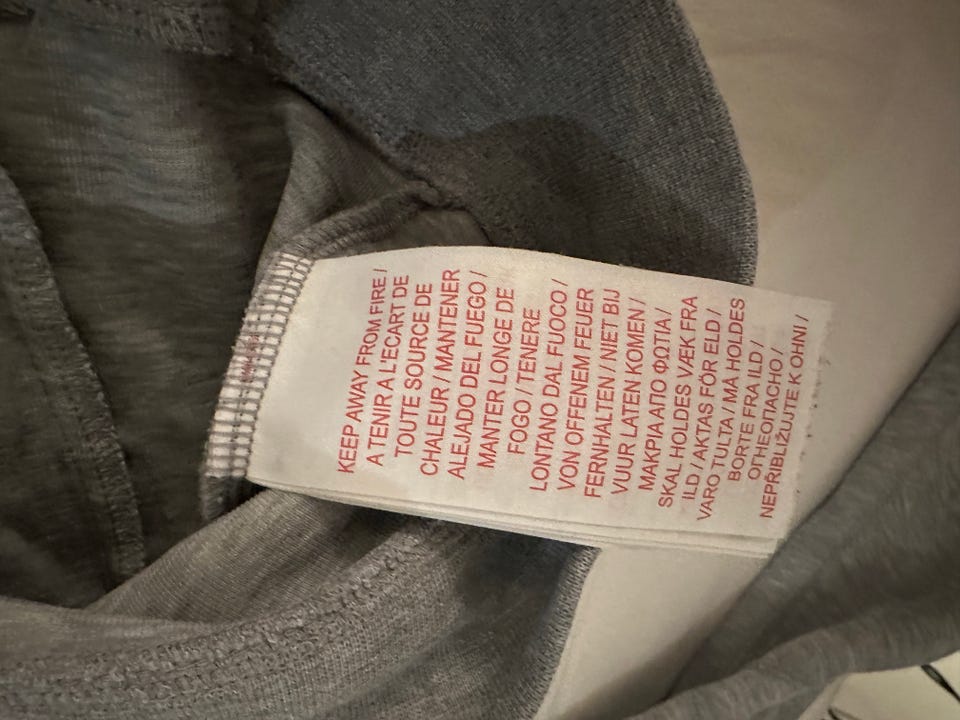 KEEP AWAY FROM FIRE /
A TENIR A L'ECART DE
TOUTE SOURCE DE
CHALEUR / MANTENER
ALEJADO DEL FUEGO /
MANTER LONGE DE
FOGO / TENERE
LONTANO DAL FUOCO /
VON OFFENEM FEUER
FERNHALTEN / NIET BIJ
VUUR LATEN KOMEN /
ΜΑΚΡΙΑ ΑΠΟ ΦΩΤΙΑ /
SKAL HOLDES VÆK FRA
ILD / AKTAS FÖR ELD /
VARO TULTA / MÅ HOLDES
BORTE FRA ILD /
ОГНЕОПАСНО /
NEPŘIBLIŽUJTE K OHNI /